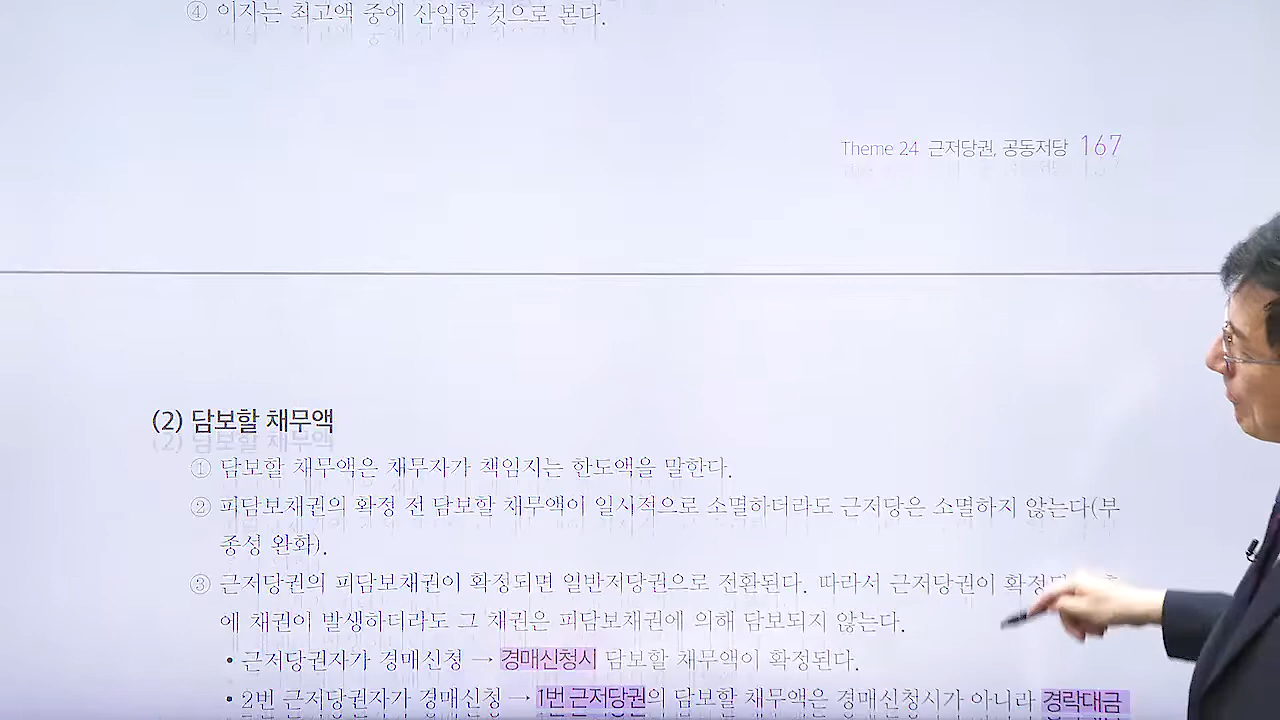 ④ 이자는 최고액 중에 산입한 것으로 본다.
Theme 24 근저당권, 공동저당 167
(2) 담보할 채무액
① 담보할 채무액은 채무자가 책임지는 한도액을 말한다.
② 피담보채권의 확정 전 담보할 채무액이 일시적으로 소멸하더라도 근저당은 소멸하지 않는다(부
종성 완화).
③ 근저당권의 피담보채권이 확정되면 일반저당권으로 전환된다. 따라서 근저당권이
에 채권이 발생하더라도 그 채권은 피담보채권에 의해 담보되지 않는다.
• 근저당권자가 경매신청 → 경매신청시 담보할 채무액이 확정된다.
• 2번 근저당권자가 경매신청 → 1번 근저당권의 담보할 채무액은 경매신청시가 아니라 경락대금